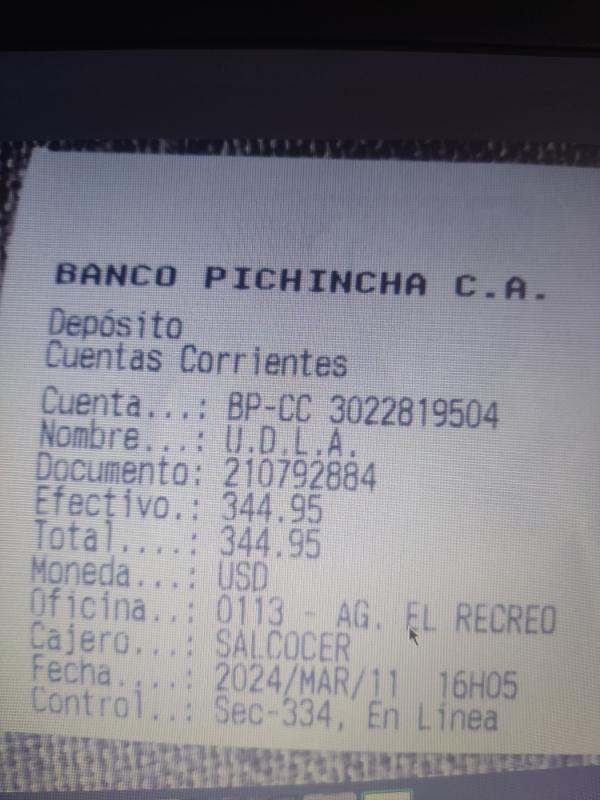 BANCO PICHINCHA C.A.
Depósito
Cuentas Corrientes
Cuenta...: BP-CC 3022819504
Nombre...: U.D.L.A.
Documento: 210792884
Efectivo.: 344.95
Total....: 344.95
Moneda...: USD
Oficina..: 0113 - AG. EL RECREO
Cajero...: SALCOCER
Fecha....: 2024/MAR/11 16H05
Control..: Sec-334, En Línea